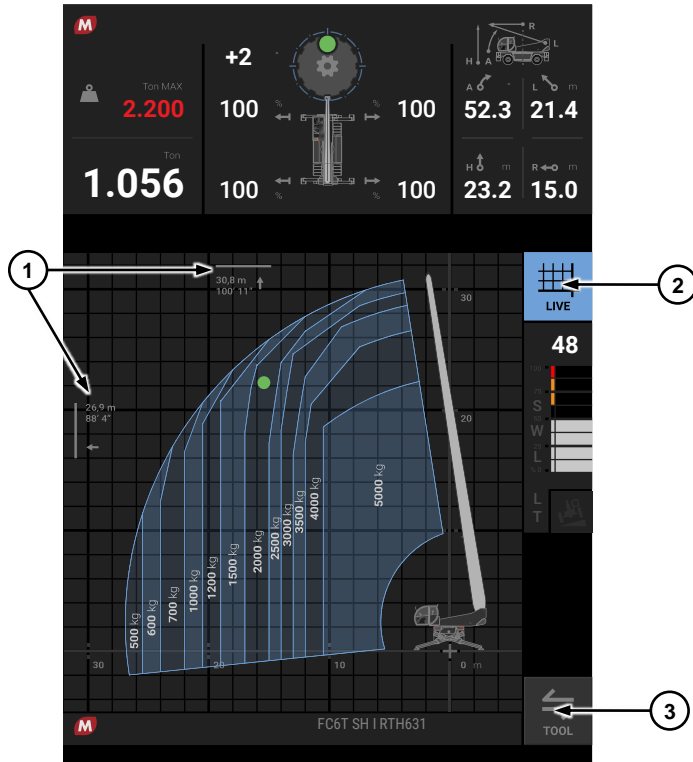 M
Ton MAX
2.200
Ton
1.056
+2
100 %
% 100
100 %
% 100
H A R L
A
52.3
L m
21.4
H m
23.2
R m
15.0
1
30,8 m
100' 11"
26,9 m
88' 4"
2
LIVE
48
100
75
50
S
W
L
L
T
30
20
500 kg
600 kg
700 kg
1000 kg
1200 kg
1500 kg
2000 kg
2500 kg
3000 kg
3500 kg
4000 kg
5000 kg
30
20
10
0 m
3
TOOL
M
FC6T SH I RTH631